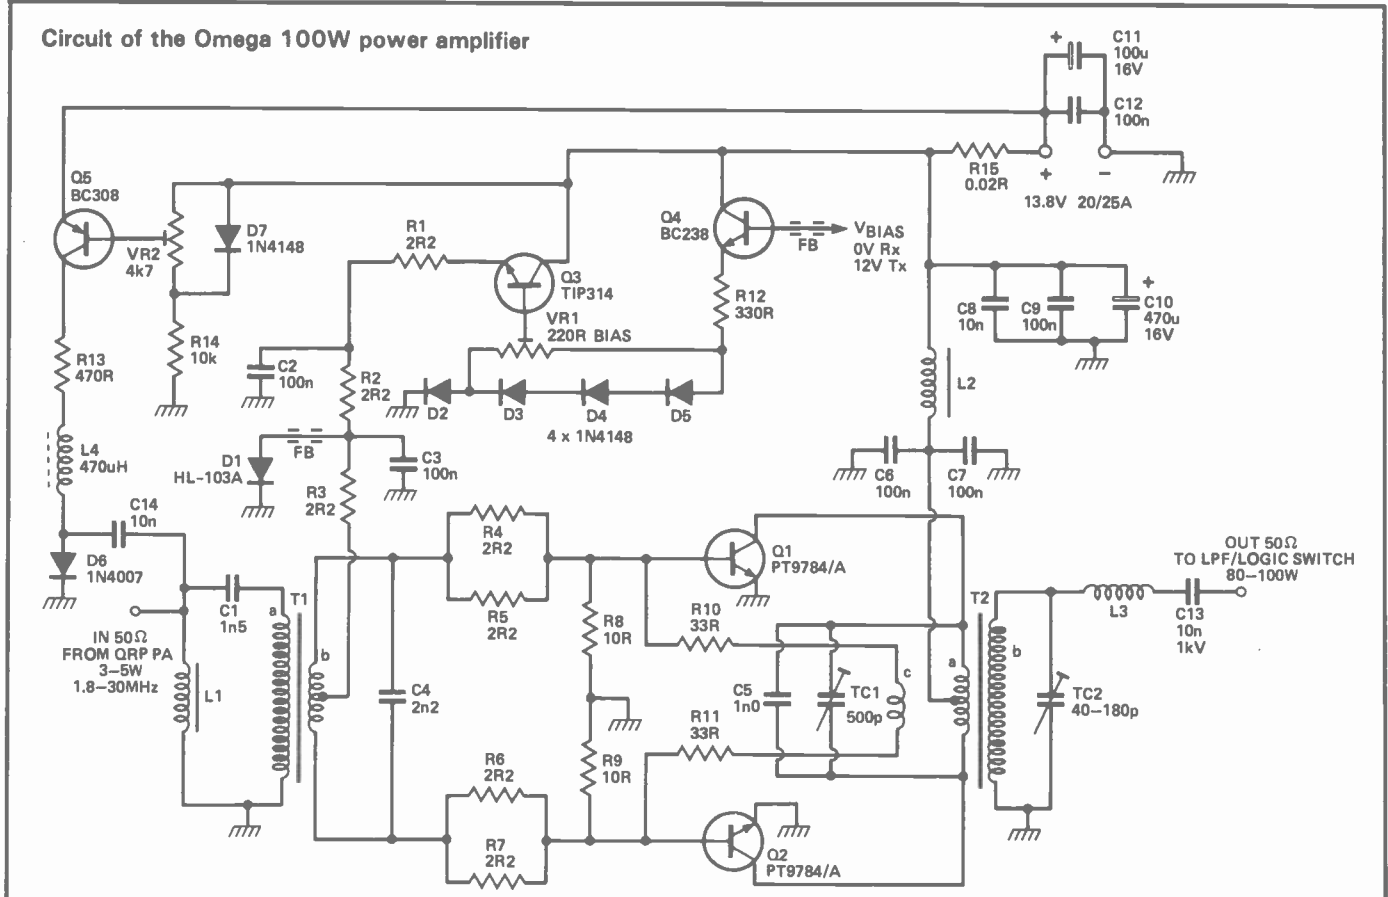 Circuit of the Omega 100W power amplifier
+
C11
100u
16V
C12
100n
R15
0.02R
+
−
13.8V 20/25A
Q5
BC308
VR2
4k7
D7
1N4148
R1
2R2
Q3
TIP314
Q4
BC238
FB
VBIAS
0V Rx
12V Tx
R12
330R
VR1
220R BIAS
R13
470R
R14
10k
C2
100n
R2
2R2
D2
D3
D4
D5
4 x 1N4148
C8
10n
C9
100n
+
C10
470u
16V
L2
L4
470uH
D1
HL-103A
FB
C3
100n
R3
2R2
C6
100n
C7
100n
C14
10n
D6
1N4007
C1
1n5
a
T1
b
IN 50Ω
FROM QRP PA
3-5W
1.8-30MHz
L1
C4
2n2
R4
2R2
R5
2R2
R6
2R2
R7
2R2
R8
10R
R9
10R
R10
33R
R11
33R
Q1
PT9784/A
Q2
PT9784/A
C5
1n0
TC1
500p
c
a
T2
b
TC2
40-180p
L3
C13
10n
1kV
OUT 50Ω
TO LPF/LOGIC SWITCH
80-100W